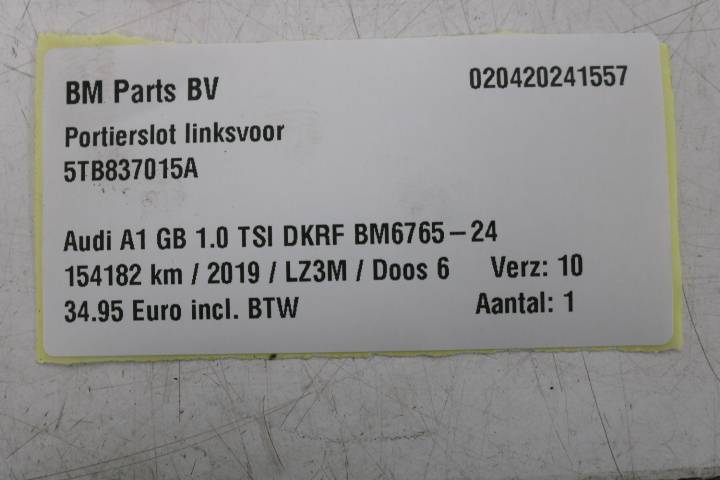 BM Parts BV 020420241557
Portierslot linksvoor
5TB837015A
Audi A1 GB 1.0 TSI DKRF BM6765-24
154182 km / 2019 / LZ3M / Doos 6 Verz: 10
34.95 Euro incl. BTW Aantal: 1